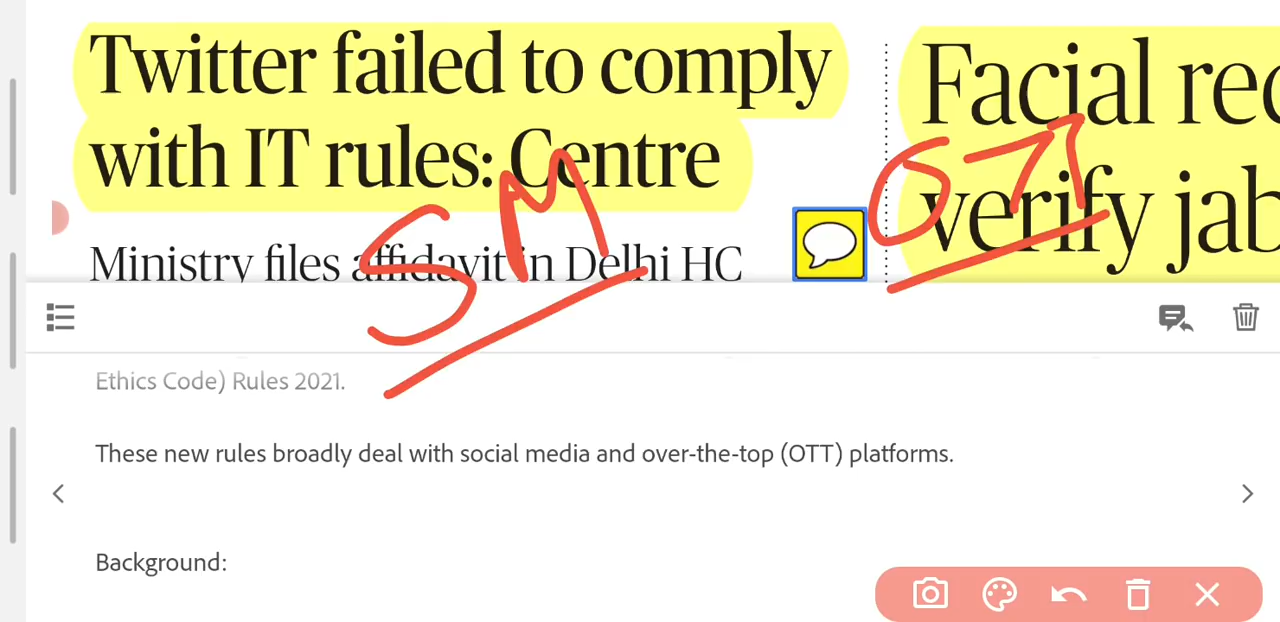 Twitter failed to comply
with IT rules: Centre
Ministry files affidavit in Delhi HC
Facial rec
verify jab
SM
OTT
Ethics Code) Rules 2021.
These new rules broadly deal with social media and over-the-top (OTT) platforms.
Background: